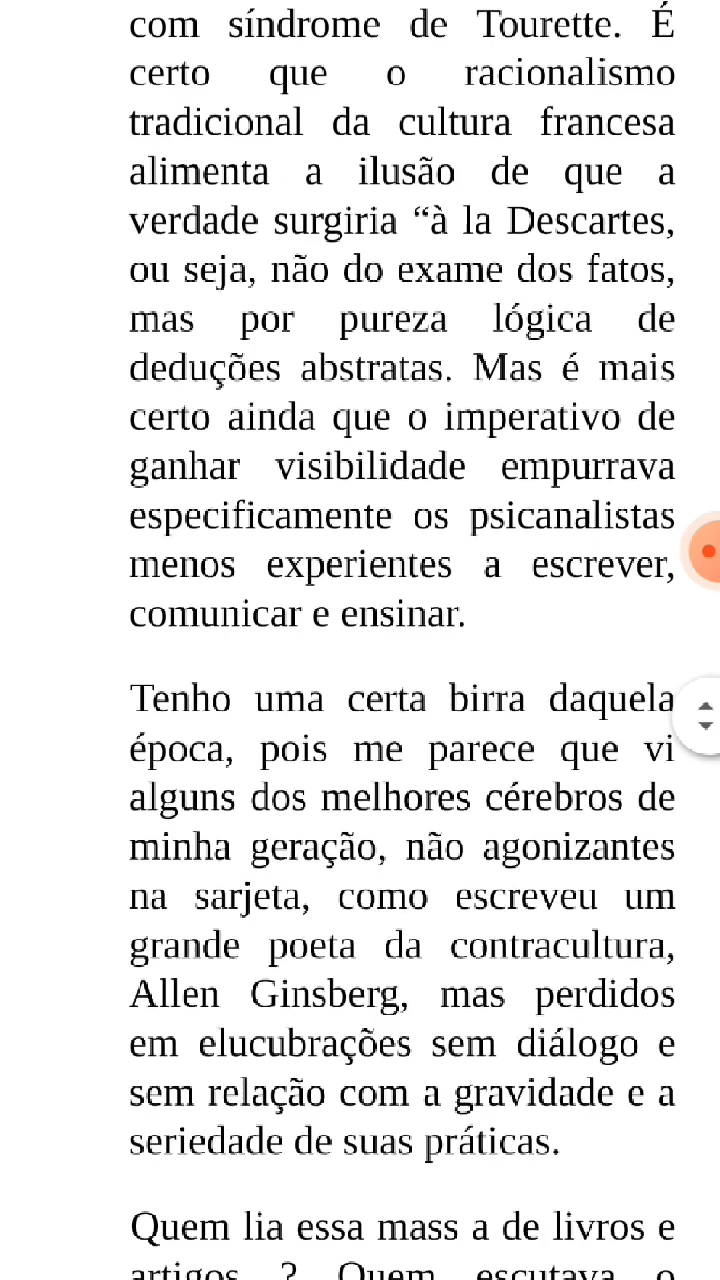 com síndrome de Tourette. É
certo que o racionalismo
tradicional da cultura francesa
alimenta a ilusão de que a
verdade surgiria “à la Descartes,
ou seja, não do exame dos fatos,
mas por pureza lógica de
deduções abstratas. Mas é mais
certo ainda que o imperativo de
ganhar visibilidade empurrava
especificamente os psicanalistas
menos experientes a escrever,
comunicar e ensinar.
Tenho uma certa birra daquela
época, pois me parece que vi
alguns dos melhores cérebros de
minha geração, não agonizantes
na sarjeta, como escreveu um
grande poeta da contracultura,
Allen Ginsberg, mas perdidos
em elucubrações sem diálogo e
sem relação com a gravidade e a
seriedade de suas práticas.
Quem lia essa mass a de livros e
artigos ? Quem escutava o